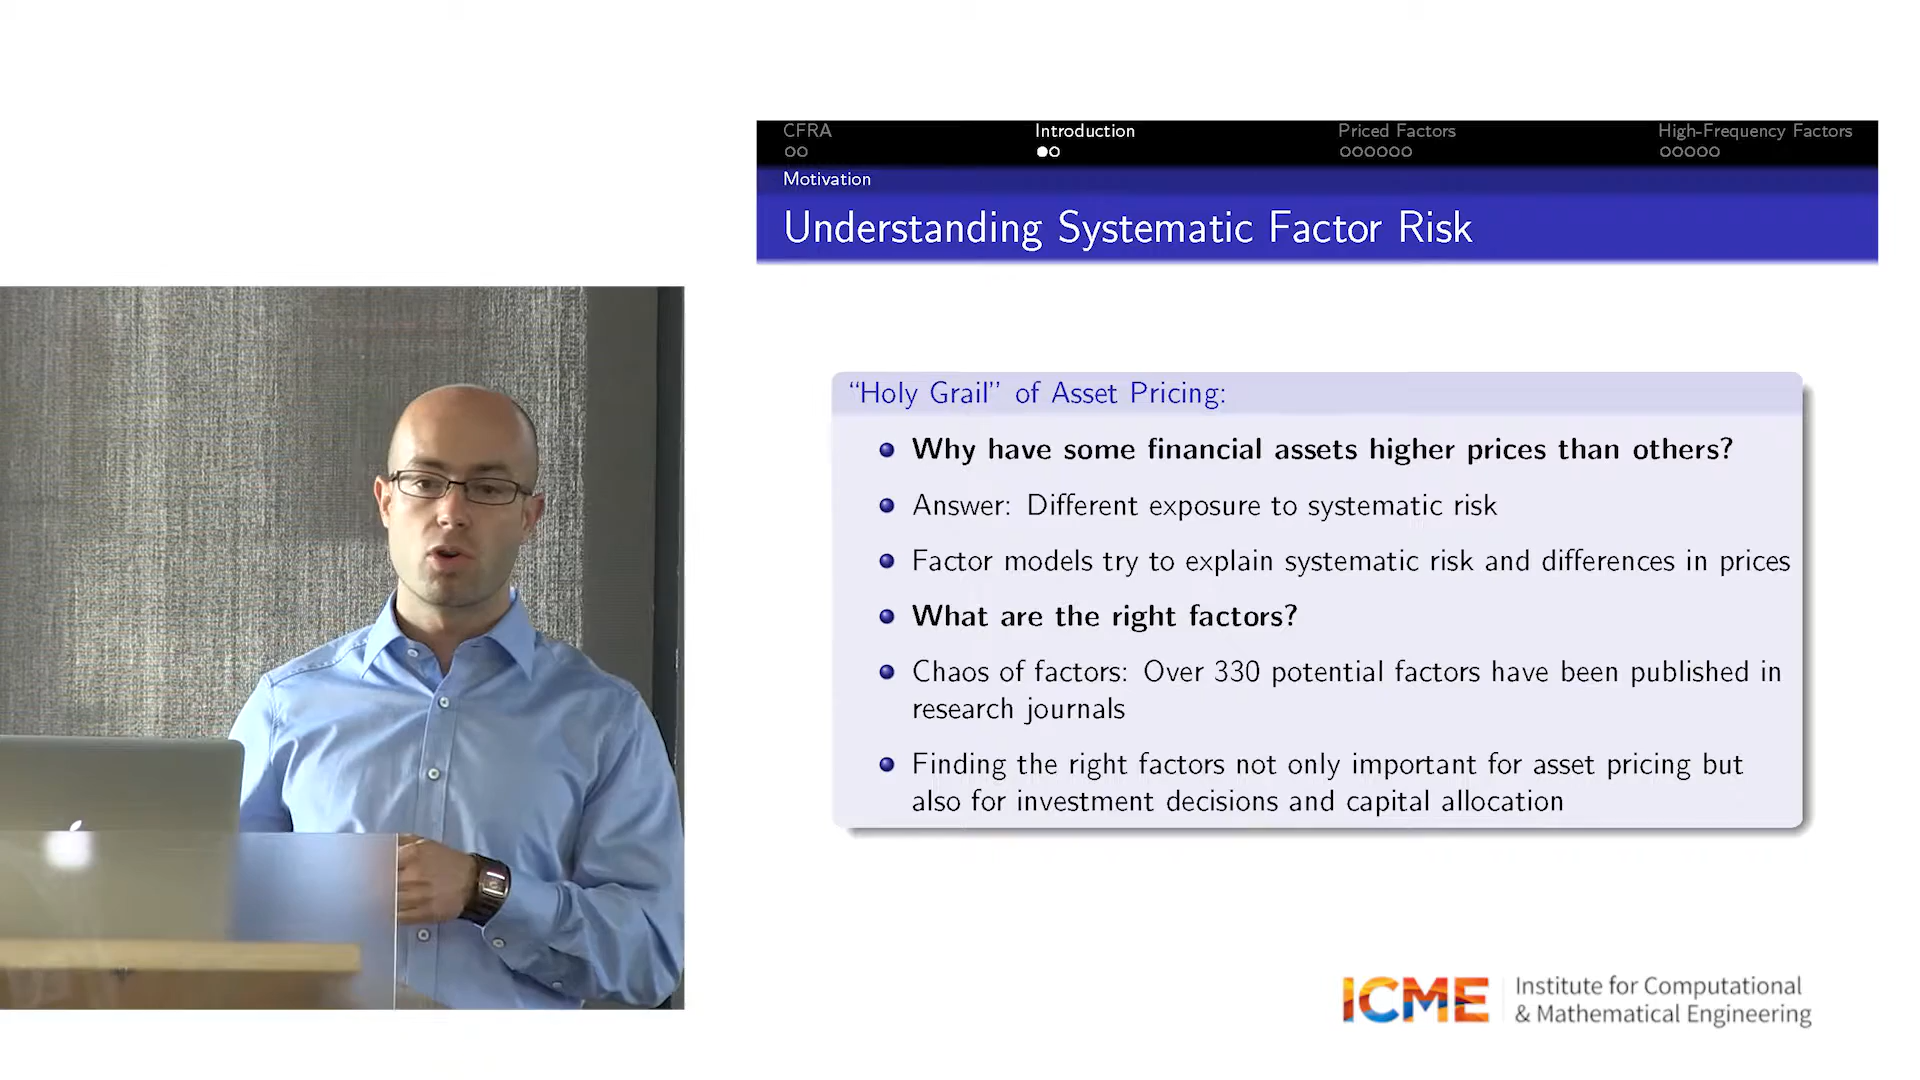 CFRA
Introduction
Priced Factors
High-Frequency Factors
Motivation
Understanding Systematic Factor Risk
“Holy Grail” of Asset Pricing:
Why have some financial assets higher prices than others?
Answer: Different exposure to systematic risk
Factor models try to explain systematic risk and differences in prices
What are the right factors?
Chaos of factors: Over 330 potential factors have been published in
research journals
Finding the right factors not only important for asset pricing but
also for investment decisions and capital allocation
ICME
Institute for Computational
& Mathematical Engineering